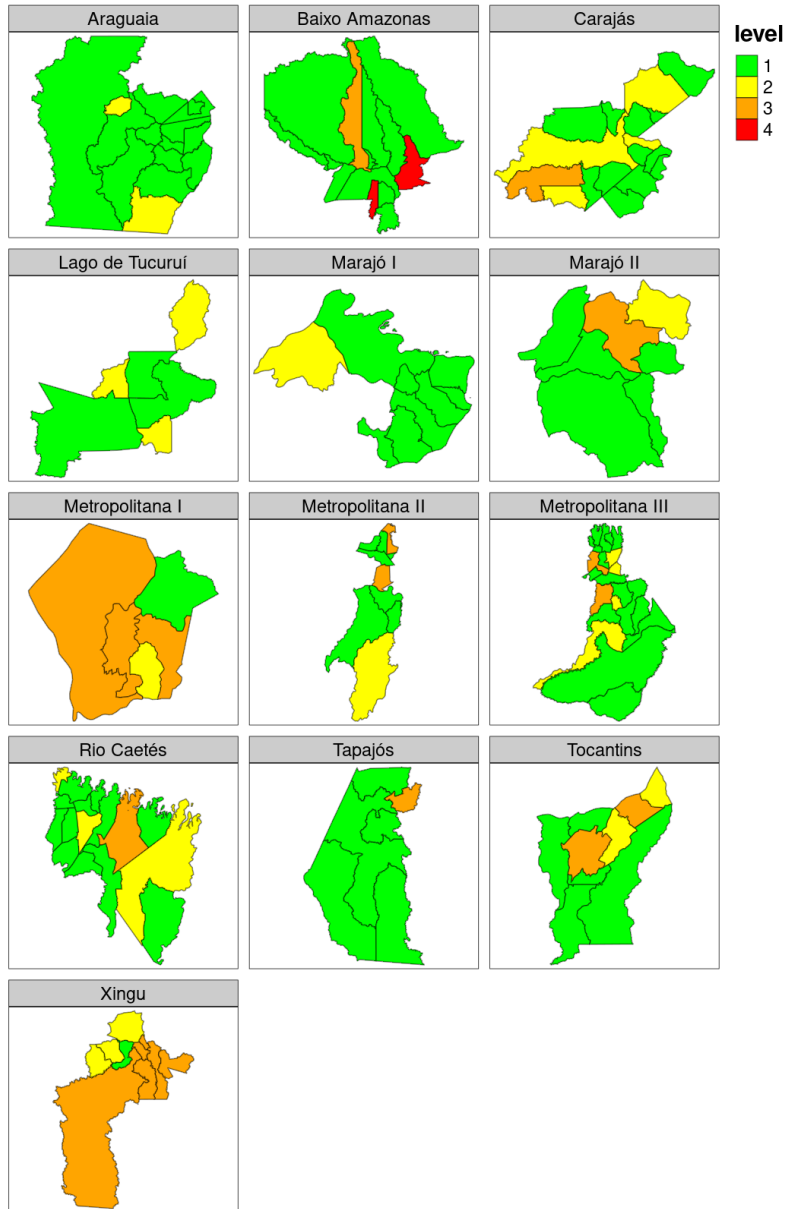 Araguaia
Baixo Amazonas
Carajás
level
1
2
3
4
Lago de Tucuruí
Marajó I
Marajó II
Metropolitana I
Metropolitana II
Metropolitana III
Rio Caetés
Tapajós
Tocantins
Xingu